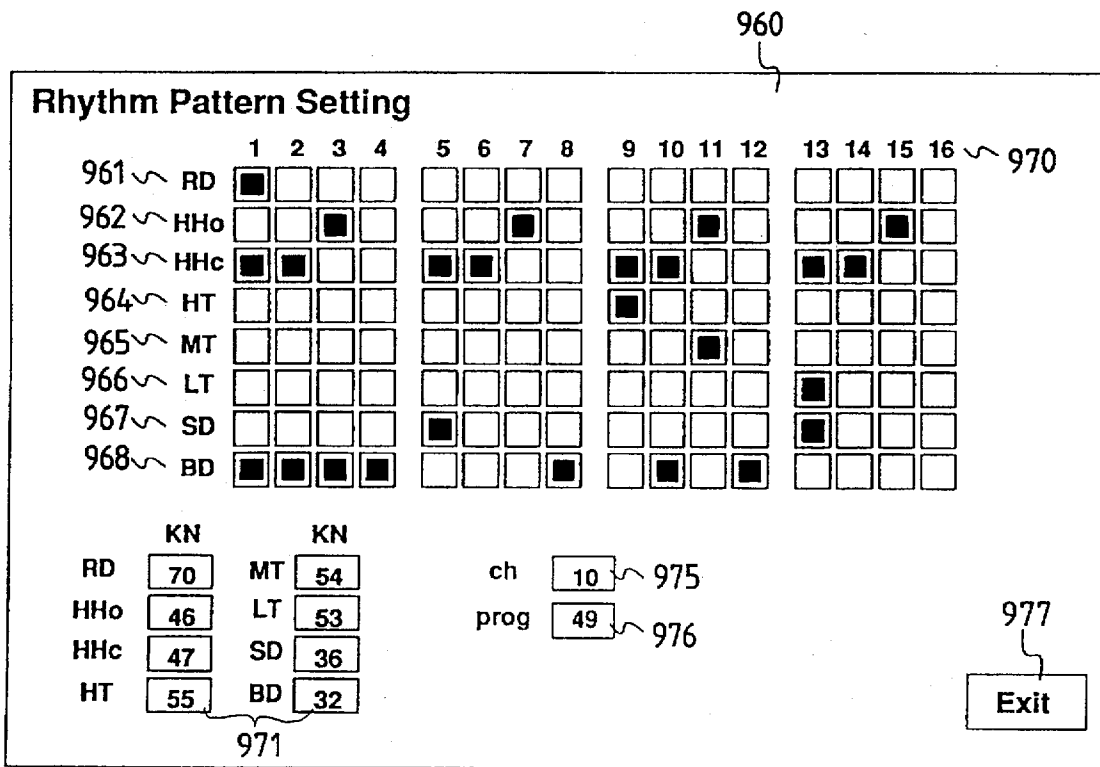 960
Rhythm Pattern Setting
1 2 3 4 5 6 7 8 9 10 11 12 13 14 15 16 970
961 RD
962 HHo
963 HHc
964 HT
965 MT
966 LT
967 SD
968 BD
KN KN
RD 70 MT 54 ch 10 975
HHo 46 LT 53 prog 49 976
HHc 47 SD 36 977
HT 55 BD 32 Exit
971